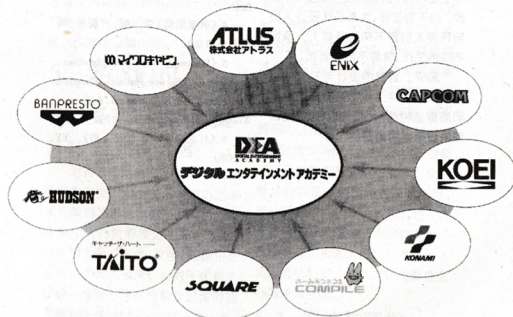 ATLUS
株式会社アトラス
ENIX
CAPCOM
KOEI
KONAMI
COMPILE
SQUARE
キャッチ・ザ・ハート
TAITO®
HUDSON®
BANPRESTO
マイクロキャビン
DEA
DIGITAL ENTERTAINMENT
ACADEMY
デジタル エンタテインメント アカデミー